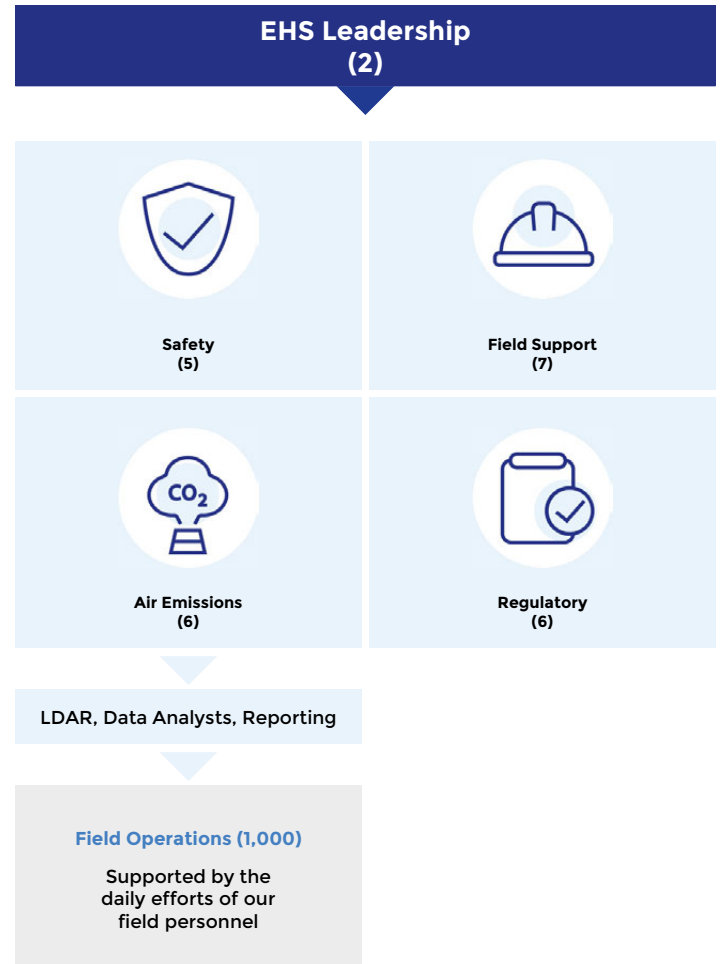 EHS Leadership
(2)
Safety
(5)
Field Support
(7)
CO₂
Air Emissions
(6)
Regulatory
(6)
LDAR, Data Analysts, Reporting
Field Operations (1,000)
Supported by the
daily efforts of our
field personnel